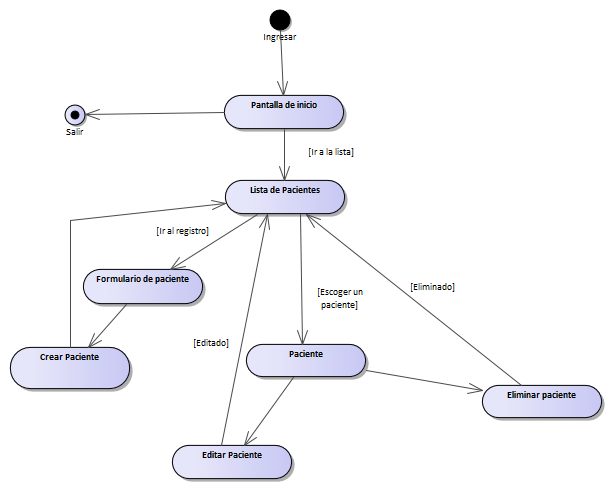 Ingresar
Pantalla de inicio
Salir
[Ir a la lista]
Lista de Pacientes
[Ir al registro]
Formulario de paciente
[Escoger un
paciente]
[Eliminado]
[Editado]
Crear Paciente
Paciente
Eliminar paciente
Editar Paciente